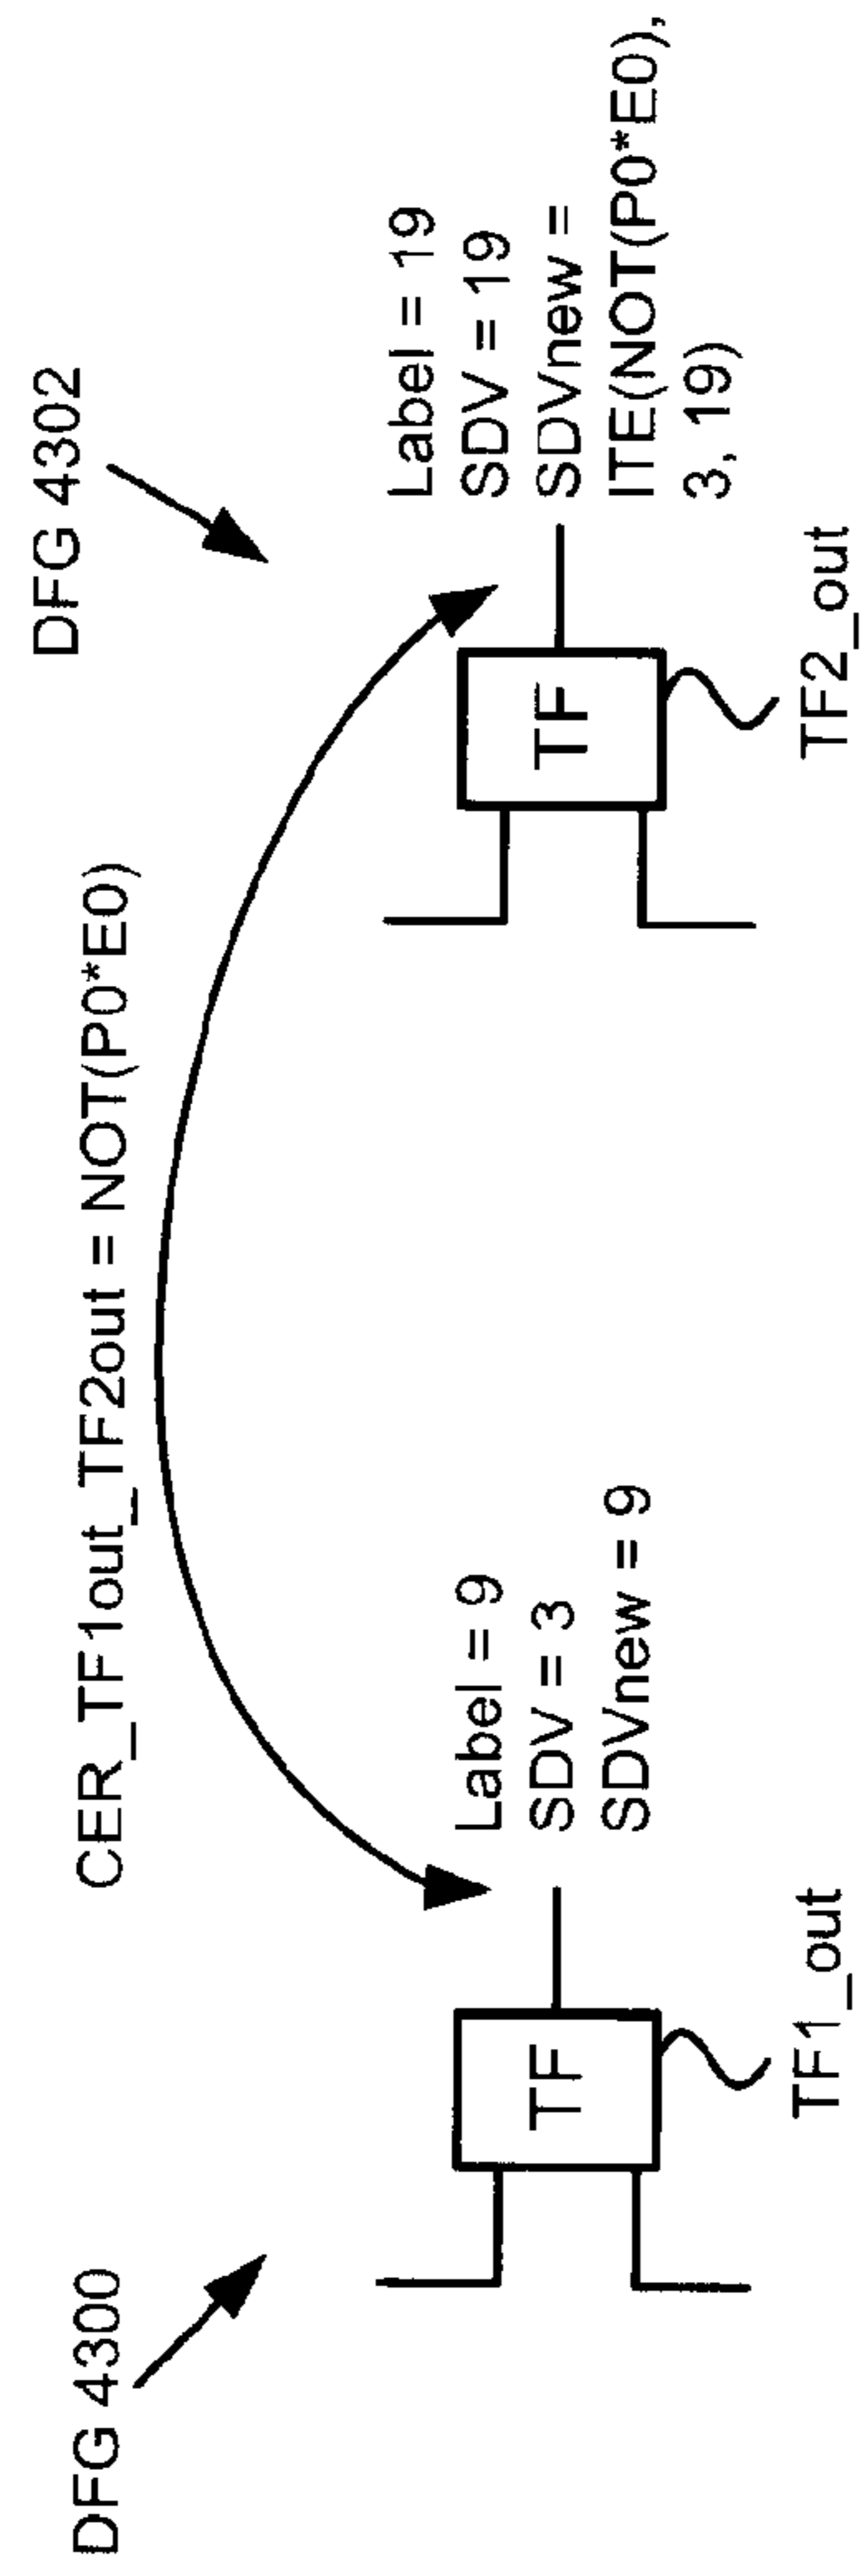 DFG 4300
DFG 4302
CER_TF1out_TF2out = NOT(P0*E0)
Label = 9
SDV = 3
SDVnew = 9
TF
TF1_out
Label = 19
SDV = 19
SDVnew =
ITE(NOT(P0*E0),
3, 19)
TF
TF2_out